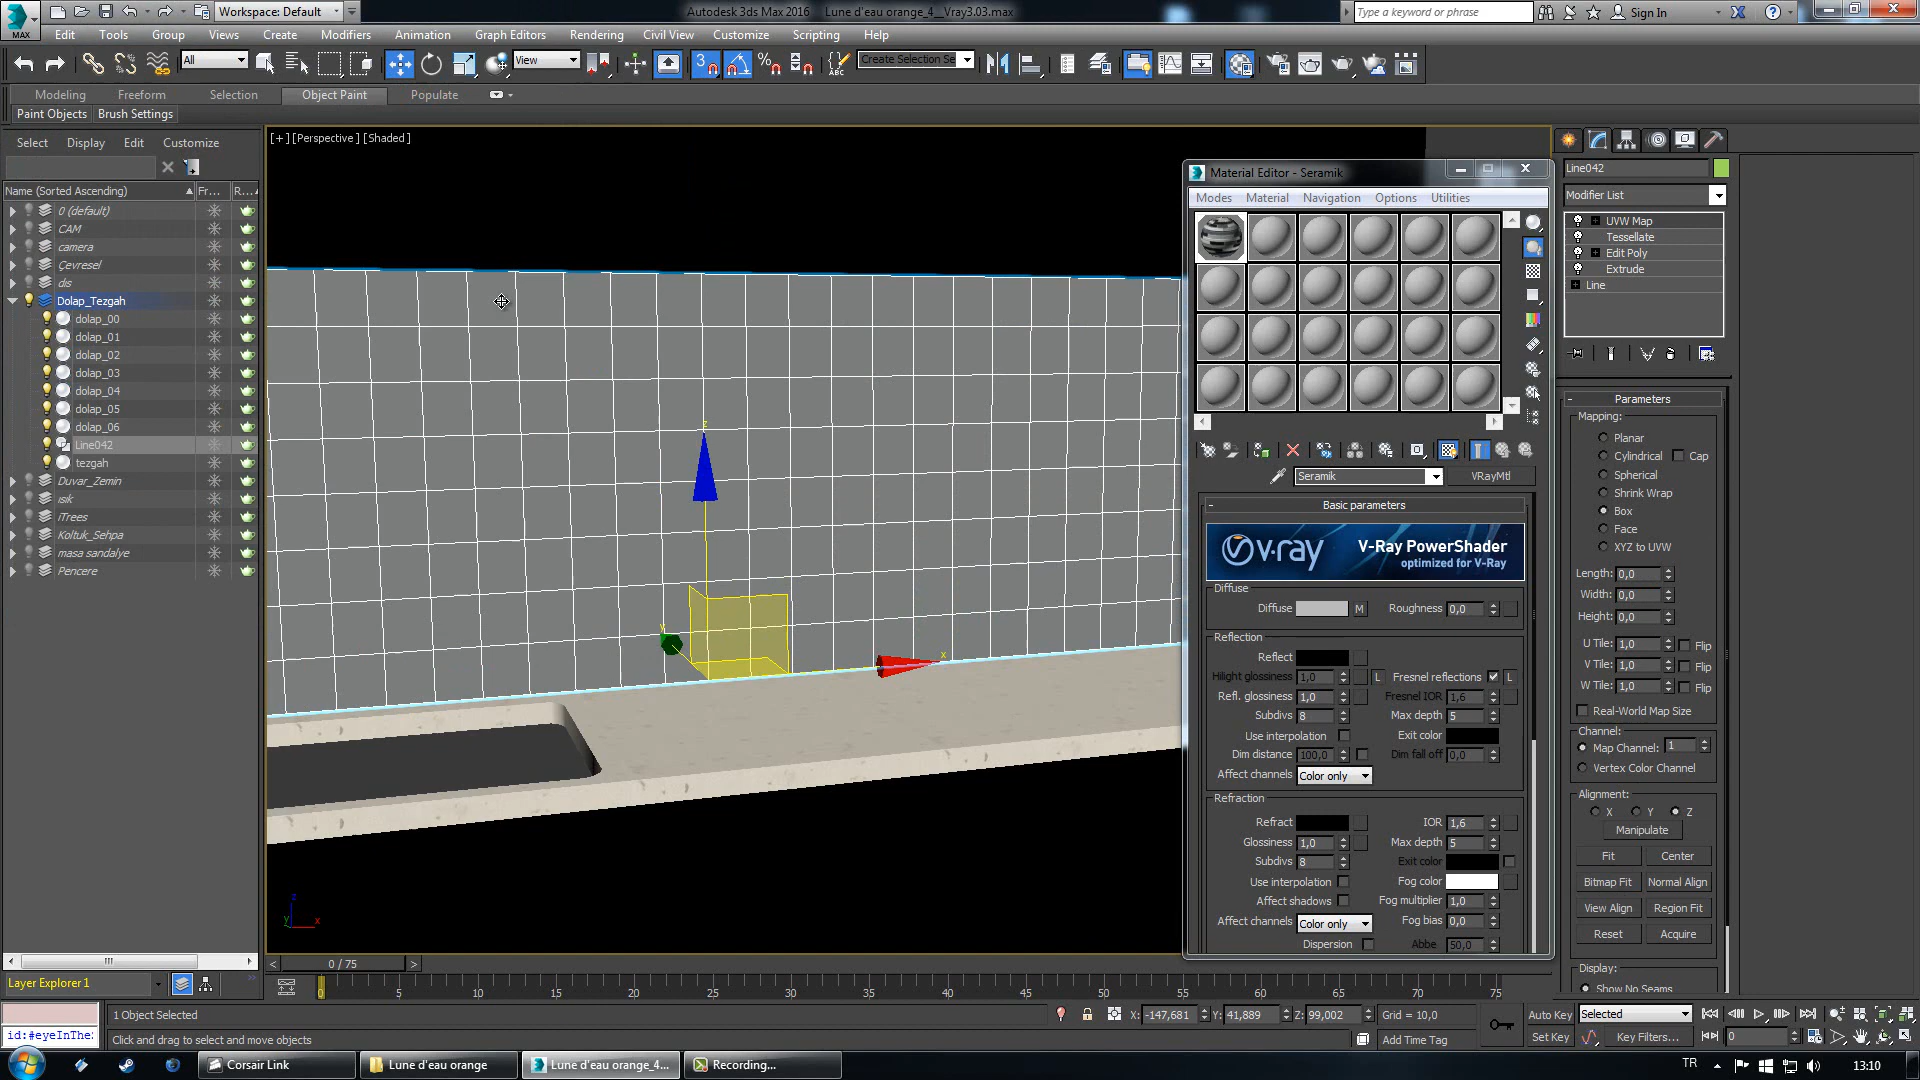 Workspace: Default
Autodesk 3ds Max 2016    Lune d'eau orange_4__Vray3.03.max
Type a keyword or phrase
Sign In
MAX
Edit Tools Group Views Create Modifiers Animation Graph Editors Rendering Civil View Customize Scripting Help
All
View
Create Selection Se
Modeling Freeform Selection Object Paint Populate
Paint Objects Brush Settings
Select Display Edit Customize
Name (Sorted Ascending) Fr... R...
0 (default)
CAM
camera
Çevresel
dis
Dolap_Tezgah
dolap_00
dolap_01
dolap_02
dolap_03
dolap_04
dolap_05
dolap_06
Line042
tezgah
Duvar_Zemin
isik
iTrees
Koltuk_Sehpa
masa sandalye
Pencere
Layer Explorer 1
[+] [Perspective ] [Shaded ]
z
y
x
z
y
x
Material Editor - Seramik
Modes Material Navigation Options Utilities
Seramik
VRayMtl
Basic parameters
v·ray
V-Ray PowerShader
optimized for V-Ray
Diffuse
Diffuse M Roughness 0,0
Reflection
Reflect
Hilight glossiness 1,0 L Fresnel reflections L
Refl. glossiness 1,0 Fresnel IOR 1,6
Subdivs 8 Max depth 5
Use interpolation Exit color
Dim distance 100,0 Dim fall off 0,0
Affect channels Color only
Refraction
Refract IOR 1,6
Glossiness 1,0 Max depth 5
Subdivs 8 Exit color
Use interpolation Fog color
Affect shadows Fog multiplier 1,0
Affect channels Color only Fog bias 0,0
Dispersion Abbe 50,0
Line042
Modifier List
UVW Map
Tessellate
Edit Poly
Extrude
Line
Parameters
Mapping:
Planar
Cylindrical Cap
Spherical
Shrink Wrap
Box
Face
XYZ to UVW
Length: 0,0
Width: 0,0
Height: 0,0
U Tile: 1,0 Flip
V Tile: 1,0 Flip
W Tile: 1,0 Flip
Real-World Map Size
Channel:
Map Channel: 1
Vertex Color Channel
Alignment:
X Y Z
Manipulate
Fit Center
Bitmap Fit Normal Align
View Align Region Fit
Reset Acquire
Display:
Show No Seams
< 0 / 75 >
0 5 10 15 20 25 30 35 40 45 50 55 60 65 70 75
1 Object Selected
X: -147,681 Y: 41,889 Z: 99,002 Grid = 10,0
Auto Key Selected
id:#eyeInThe
Click and drag to select and move objects
Add Time Tag
Set Key Key Filters... 0
Corsair Link
Lune d'eau orange
Lune d'eau orange_4...
Recording...
TR
13:10